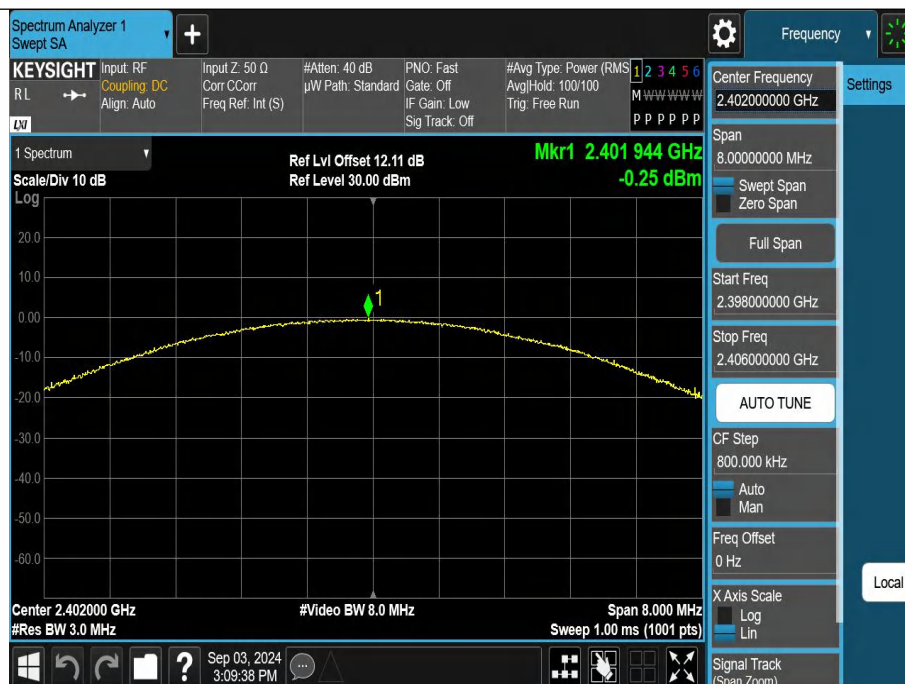 Spectrum Analyzer 1
Swept SA
Frequency
KEYSIGHT
RL
LXI
Input: RF
Coupling: DC
Align: Auto
Input Z: 50 Ω
Corr CCorr
Freq Ref: Int (S)
#Atten: 40 dB
µW Path: Standard
PNO: Fast
Gate: Off
IF Gain: Low
Sig Track: Off
#Avg Type: Power (RMS
Avg|Hold: 100/100
Trig: Free Run
1 2 3 4 5 6
M W W W W W
P P P P P P
1 Spectrum
Scale/Div 10 dB
Log
Ref Lvl Offset 12.11 dB
Ref Level 30.00 dBm
Mkr1 2.401 944 GHz
-0.25 dBm
20.0
10.0
0.00
-10.0
-20.0
-30.0
-40.0
-50.0
-60.0
1
Center 2.402000 GHz
#Res BW 3.0 MHz
#Video BW 8.0 MHz
Span 8.000 MHz
Sweep 1.00 ms (1001 pts)
Sep 03, 2024
3:09:38 PM
?
Center Frequency
2.402000000 GHz
Span
8.00000000 MHz
Swept Span
Zero Span
Full Span
Start Freq
2.398000000 GHz
Stop Freq
2.406000000 GHz
AUTO TUNE
CF Step
800.000 kHz
Auto
Man
Freq Offset
0 Hz
X Axis Scale
Log
Lin
Signal Track
(Span Zoom)
Settings
Local